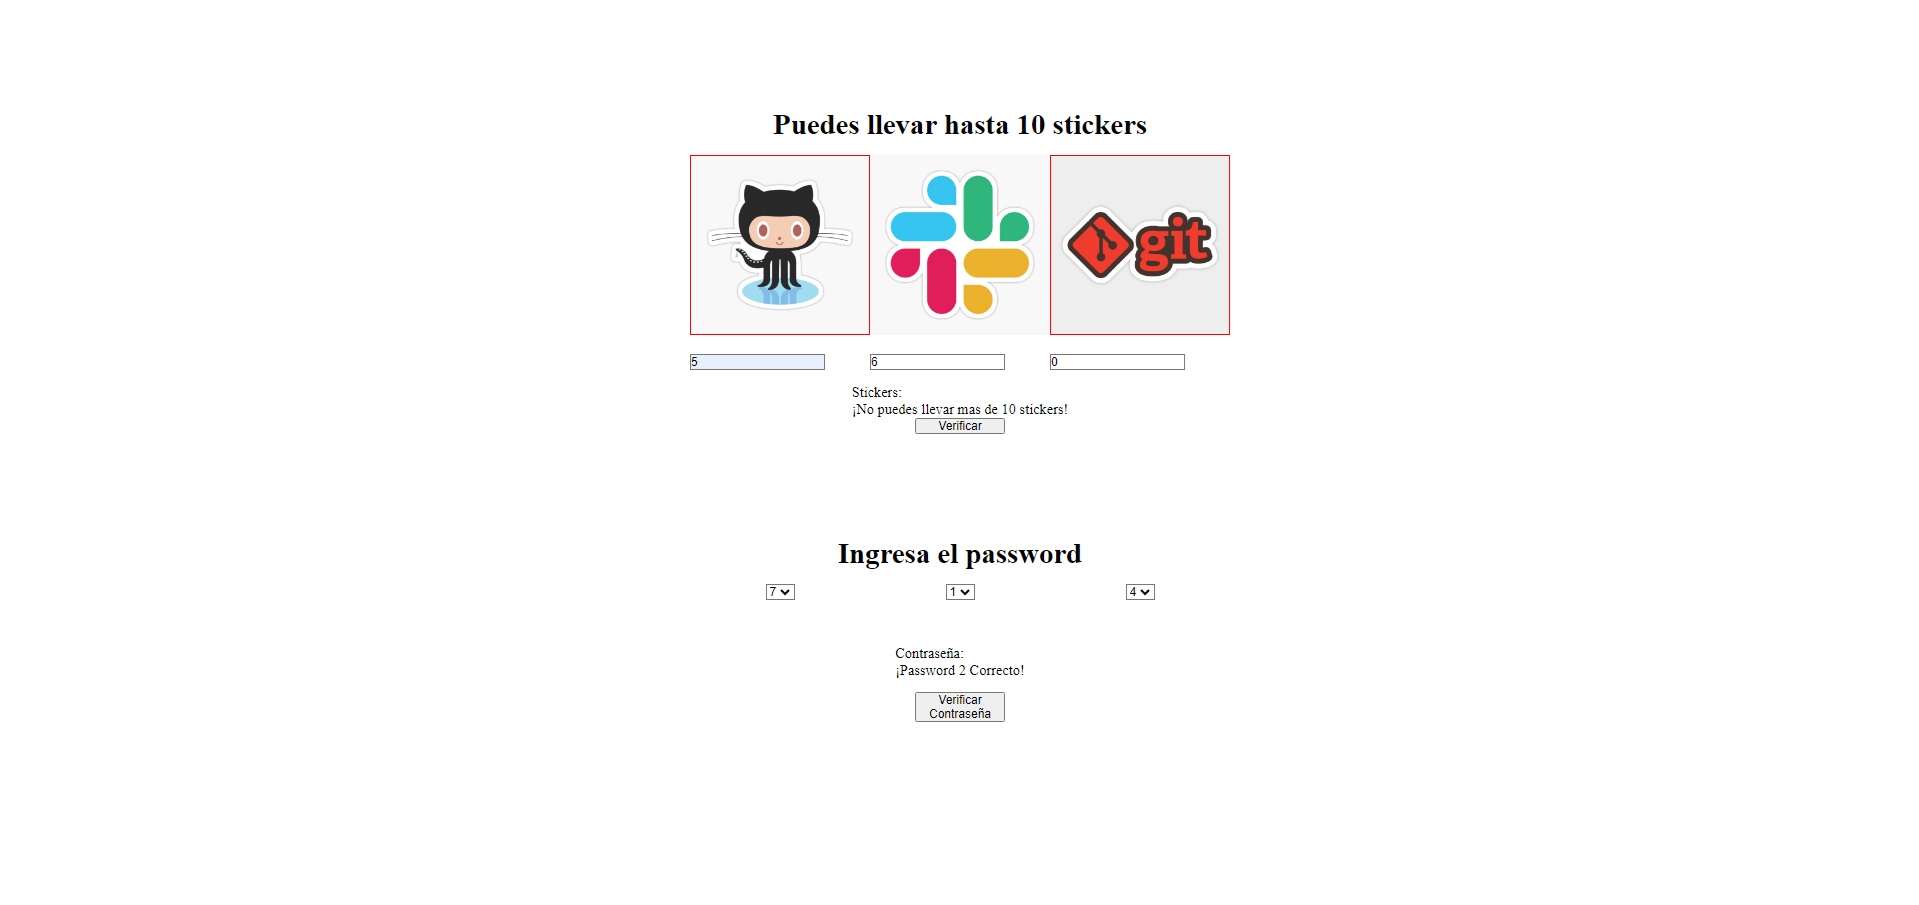 Puedes llevar hasta 10 stickers
git
5 6 0
Stickers:
¡No puedes llevar mas de 10 stickers!
Verificar
Ingresa el password
7 1 4
Contraseña:
¡Password 2 Correcto!
Verificar
Contraseña